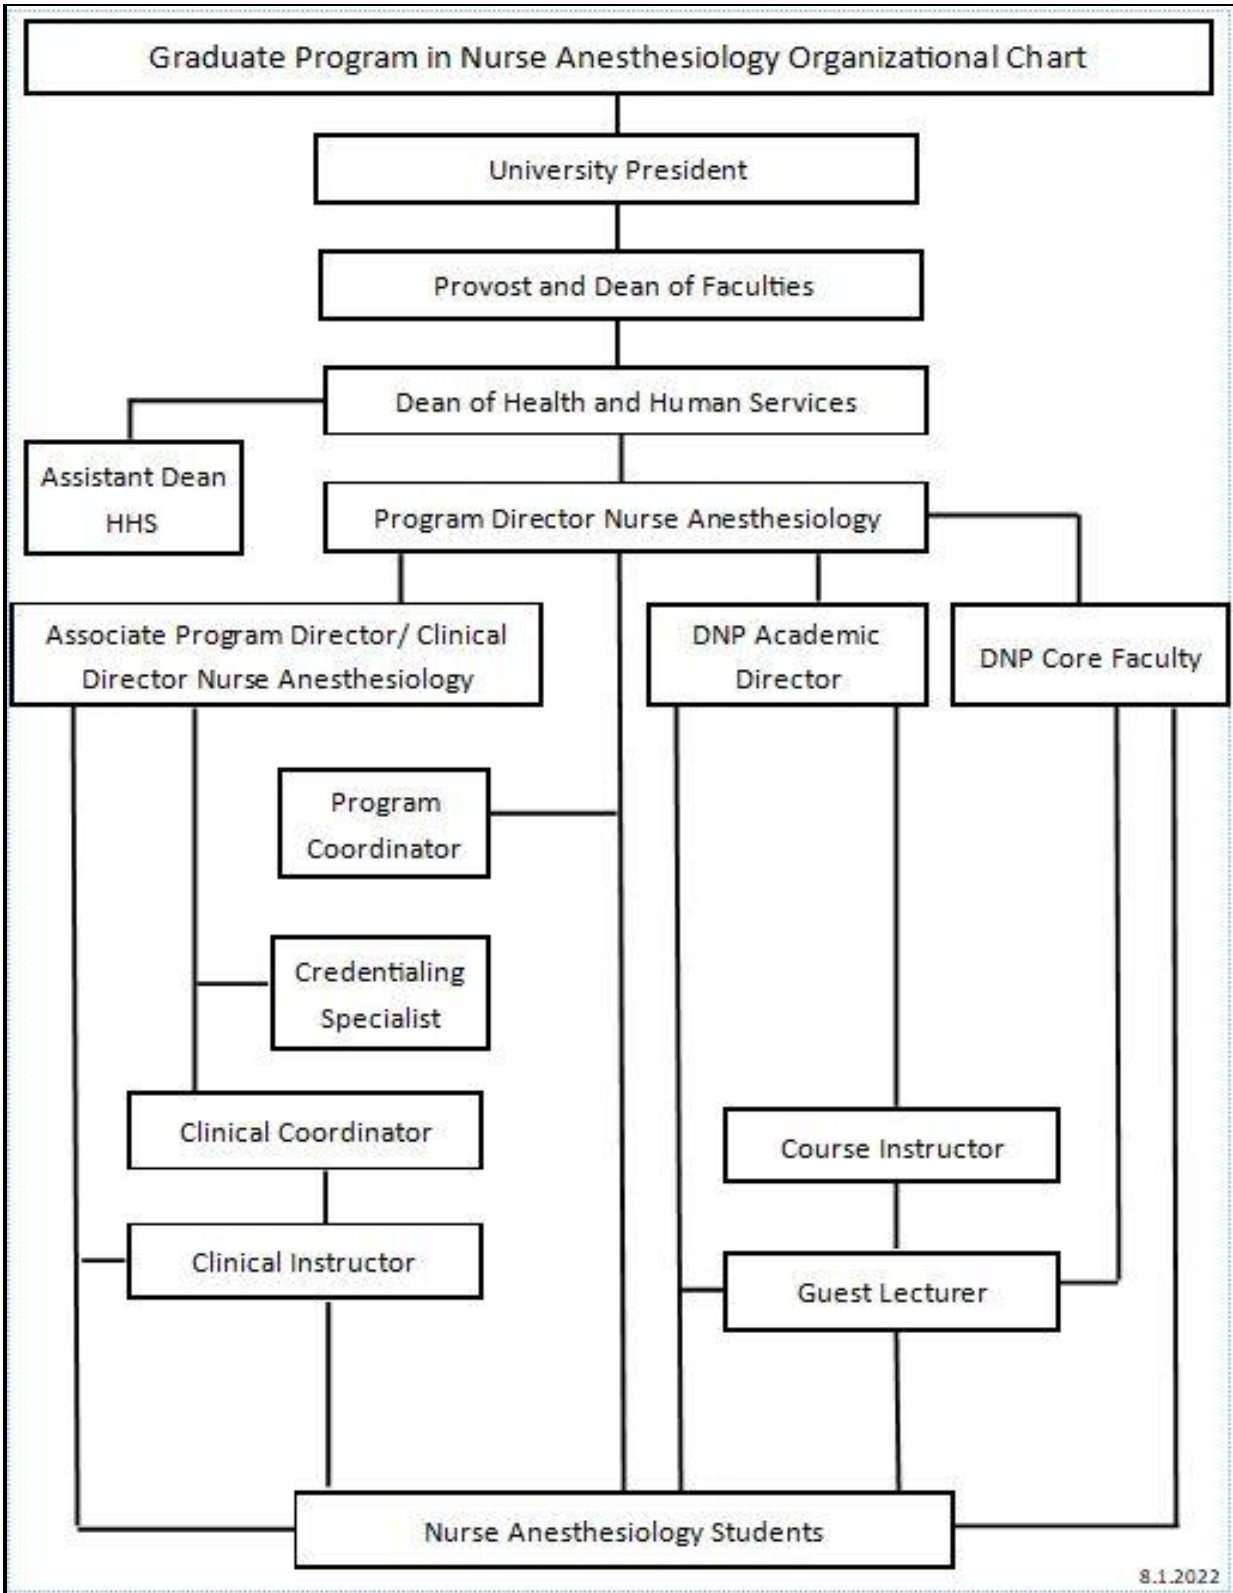 Graduate Program in Nurse Anesthesiology Organizational Chart
University President
Provost and Dean of Faculties
Dean of Health and Human Services
Assistant Dean
HHS
Program Director Nurse Anesthesiology
Associate Program Director/ Clinical
Director Nurse Anesthesiology
DNP Academic
Director
DNP Core Faculty
Program
Coordinator
Credentialing
Specialist
Clinical Coordinator
Course Instructor
Clinical Instructor
Guest Lecturer
Nurse Anesthesiology Students
8.1.2022